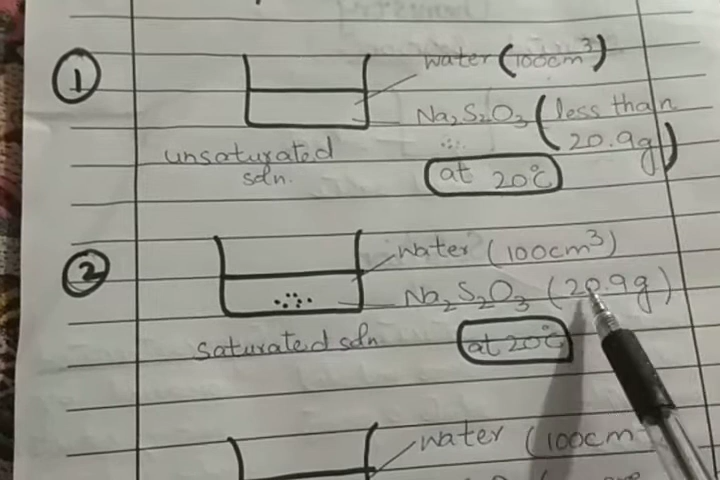 1
water (100cm³)
Na₂S₂O₃ (less than
20.9g)
unsaturated
soln.
at 20°C
2
water (100cm³)
Na₂S₂O₃ (20.9g)
saturated soln
at 20°C
water (100cm